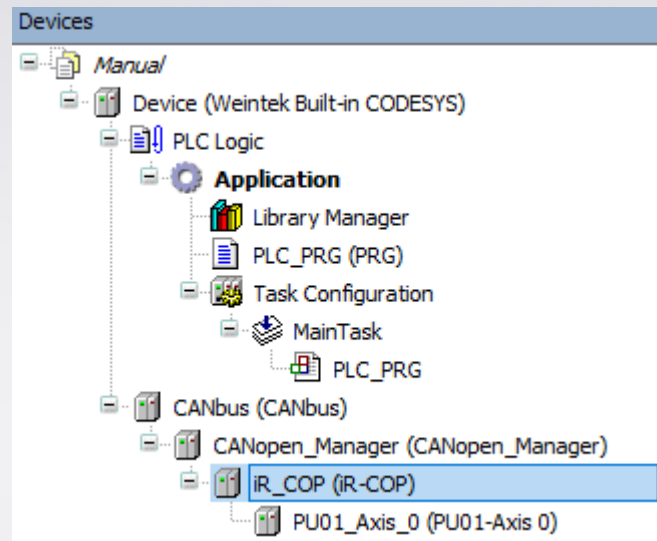 Devices
Manual
Device (Weintek Built-in CODESYS)
PLC Logic
Application
Library Manager
PLC_PRG (PRG)
Task Configuration
MainTask
PLC_PRG
CANbus (CANbus)
CANopen_Manager (CANopen_Manager)
iR_COP (iR-COP)
PU01_Axis_0 (PU01-Axis 0)